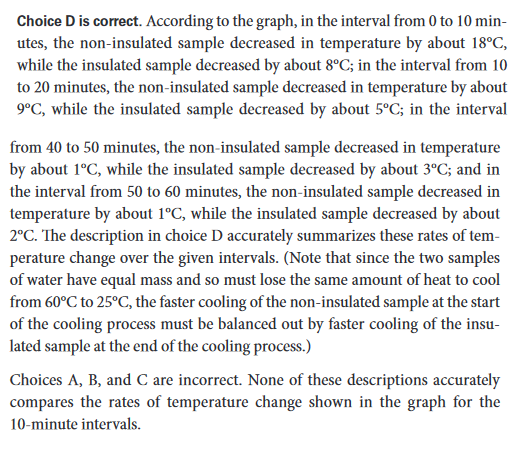 Choice D is correct. According to the graph, in the interval from 0 to 10 min-
utes, the non-insulated sample decreased in temperature by about 18°C,
while the insulated sample decreased by about 8°C; in the interval from 10
to 20 minutes, the non-insulated sample decreased in temperature by about
9°C, while the insulated sample decreased by about 5°C; in the interval
from 40 to 50 minutes, the non-insulated sample decreased in temperature
by about 1°C, while the insulated sample decreased by about 3°C; and in
the interval from 50 to 60 minutes, the non-insulated sample decreased in
temperature by about 1°C, while the insulated sample decreased by about
2°C. The description in choice D accurately summarizes these rates of tem-
perature change over the given intervals. (Note that since the two samples
of water have equal mass and so must lose the same amount of heat to cool
from 60°C to 25°C, the faster cooling of the non-insulated sample at the start
of the cooling process must be balanced out by faster cooling of the insu-
lated sample at the end of the cooling process.)
Choices A, B, and C are incorrect. None of these descriptions accurately
compares the rates of temperature change shown in the graph for the
10-minute intervals.